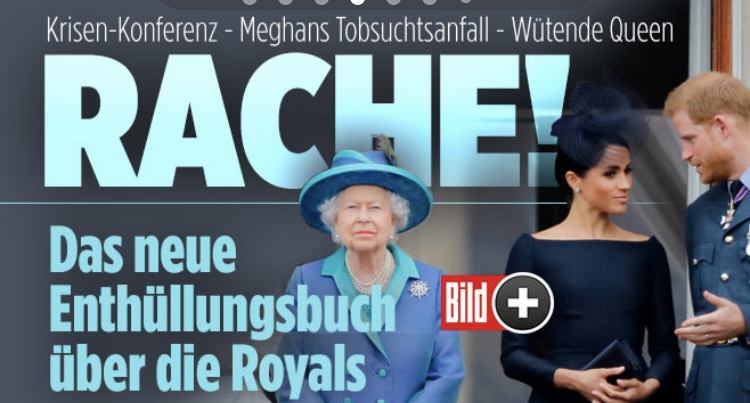 Krisen-Konferenz - Meghans Tobsuchtsanfall - Wütende Queen
RACHE!
Das neue
Enthüllungsbuch
über die Royals
Bild +